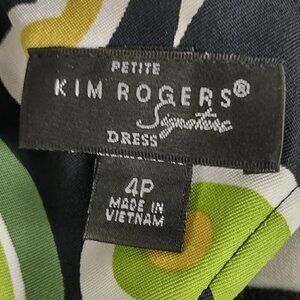 PETITE
KIM ROGERS®
Signature
DRESS
4P
MADE IN
VIETNAM